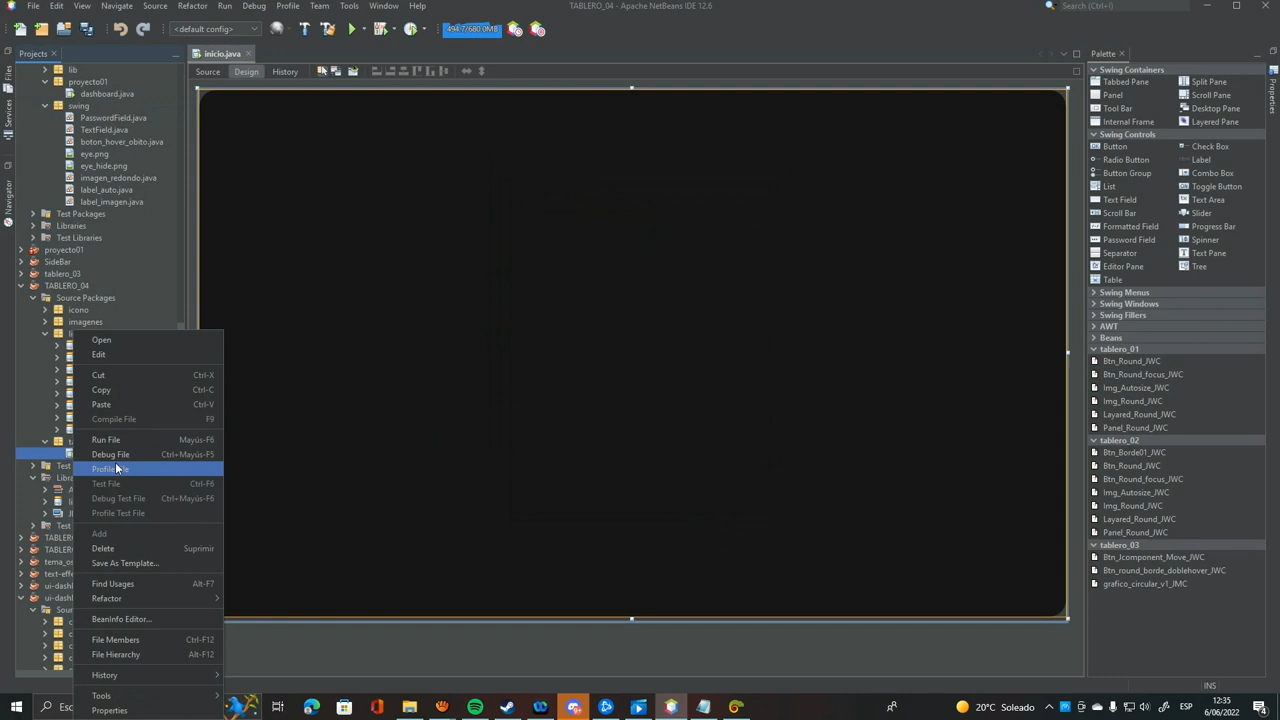 File Edit View Navigate Source Refactor Run Debug Profile Team Tools Window Help
TABLERO_04 - Apache NetBeans IDE 12.6
Search (Ctrl+I)
<default config>
494.7/680.0MB
Projects
inicio.java
Palette
Source Design History
Files
Services
Navigator
Properties
lib
proyecto01
dashboard.java
swing
PasswordField.java
TextField.java
boton_hover_obito.java
eye.png
eye_hide.png
imagen_redondo.java
label_auto.java
label_imagen.java
Test Packages
Libraries
Test Libraries
proyecto01
SideBar
tablero_03
TABLERO_04
Source Packages
icono
imagenes
Open
Edit
Cut Ctrl-X
Copy Ctrl-C
Paste Ctrl-V
Compile File F9
Run File Mayús-F6
Debug File Ctrl+Mayús-F5
Profile File
Test File Ctrl-F6
Debug Test File Ctrl+Mayús-F6
Profile Test File
Add
Delete Suprimir
Save As Template...
Find Usages Alt-F7
Refactor
BeanInfo Editor...
File Members Ctrl-F12
File Hierarchy Alt-F12
History
Tools
Properties
Swing Containers
Tabbed Pane Split Pane
Panel Scroll Pane
Tool Bar Desktop Pane
Internal Frame Layered Pane
Swing Controls
Button Check Box
Radio Button Label
Button Group Combo Box
List Toggle Button
Text Field Text Area
Scroll Bar Slider
Formatted Field Progress Bar
Password Field Spinner
Separator Text Pane
Editor Pane Tree
Table
Swing Menus
Swing Windows
Swing Fillers
AWT
Beans
tablero_01
Btn_Round_JWC
Btn_Round_focus_JWC
Img_Autosize_JWC
Img_Round_JWC
Layared_Round_JWC
Panel_Round_JWC
tablero_02
Btn_Borde01_JWC
Btn_Round_JWC
Btn_Round_focus_JWC
Img_Autosize_JWC
Img_Round_JWC
Layared_Round_JWC
Panel_Round_JWC
tablero_03
Btn_Jcomponent_Move_JWC
Btn_round_borde_doblehover_JWC
grafico_circular_v1_JMC
INS
20°C Soleado
ESP
12:35
6/06/2022